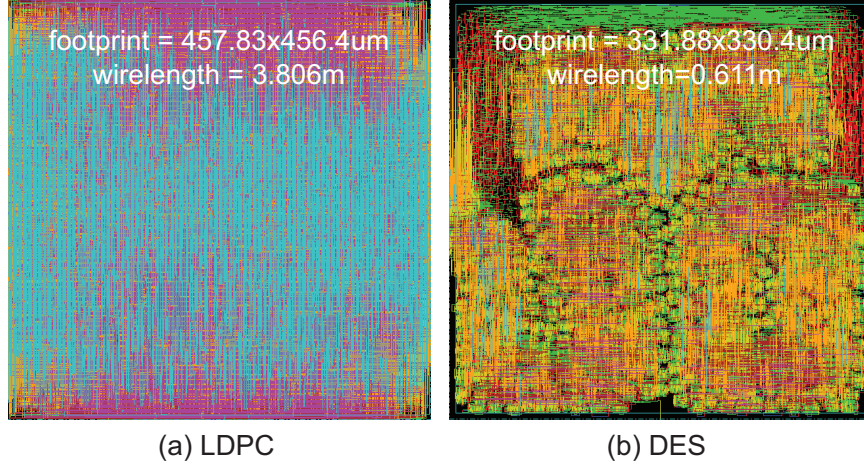 footprint = 457.83x456.4um
wirelength = 3.806m
footprint = 331.88x330.4um
wirelength=0.611m
(a) LDPC
(b) DES